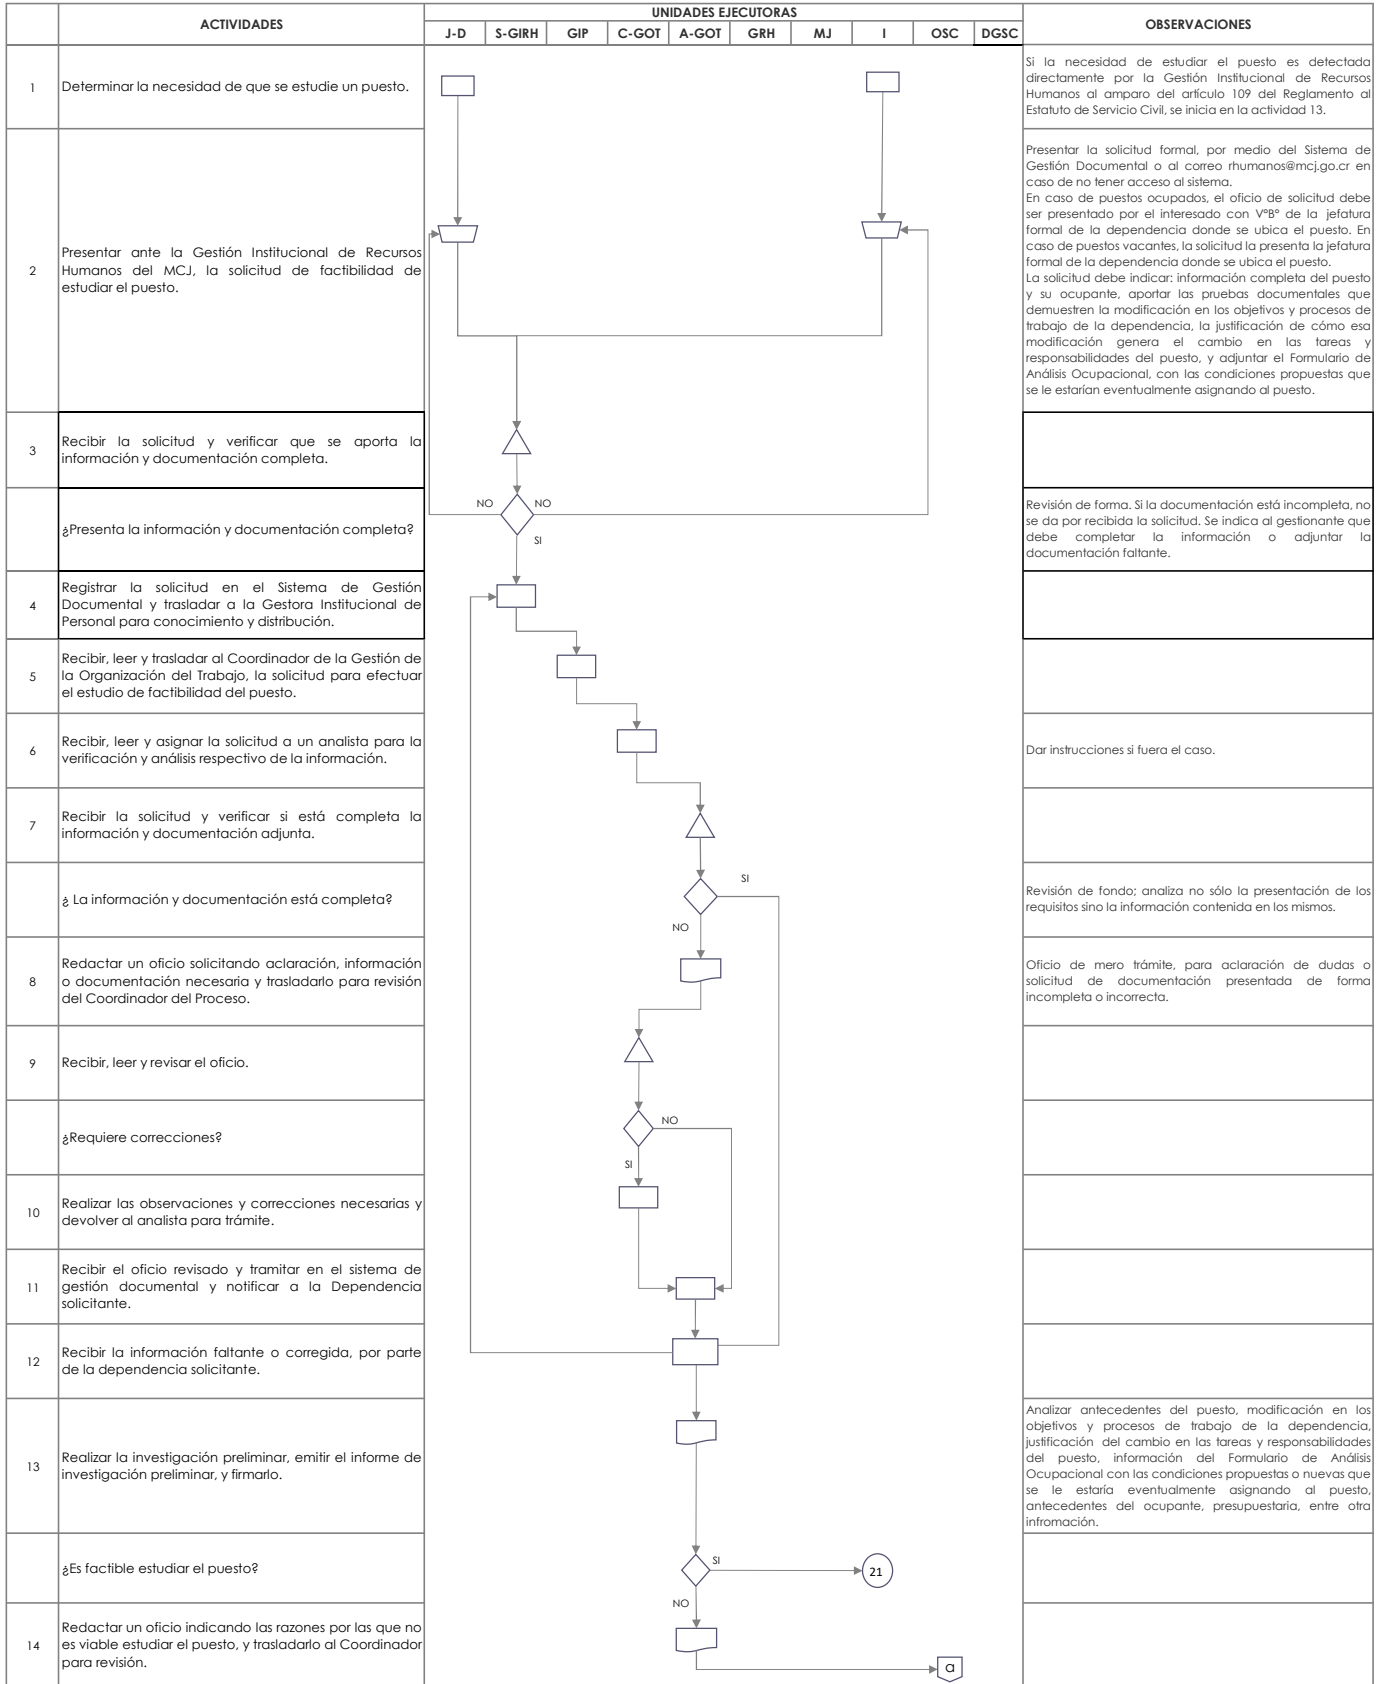 ACTIVIDADES
UNIDADES EJECUTORAS
OBSERVACIONES
J-D S-GIRH GIP C-GOT A-GOT GRH MJ I OSC DGSC
1
Determinar la necesidad de que se estudie un puesto.
Si la necesidad de estudiar el puesto es detectada
directamente por la Gestión Institucional de Recursos
Humanos al amparo del artículo 109 del Reglamento al
Estatuto de Servicio Civil, se inicia en la actividad 13.
2
Presentar ante la Gestión Institucional de Recursos
Humanos del MCJ, la solicitud de factibilidad de
estudiar el puesto.
Presentar la solicitud formal, por medio del Sistema de
Gestión Documental o al correo rhumanos@mcj.go.cr en
caso de no tener acceso al sistema.
En caso de puestos ocupados, el oficio de solicitud debe
ser presentado por el interesado con V°B° de la jefatura
formal de la dependencia donde se ubica el puesto. En
caso de puestos vacantes, la solicitud la presenta la jefatura
formal de la dependencia donde se ubica el puesto.
La solicitud debe indicar: información completa del puesto
y su ocupante, aportar las pruebas documentales que
demuestren la modificación en los objetivos y procesos de
trabajo de la dependencia, la justificación de cómo esa
modificación genera el cambio en las tareas y
responsabilidades del puesto, y adjuntar el Formulario de
Análisis Ocupacional, con las condiciones propuestas que
se le estarían eventualmente asignando al puesto.
3
Recibir la solicitud y verificar que se aporta la
información y documentación completa.
¿Presenta la información y documentación completa?
NO NO
SI
Revisión de forma. Si la documentación está incompleta, no
se da por recibida la solicitud. Se indica al gestionante que
debe completar la información o adjuntar la
documentación faltante.
4
Registrar la solicitud en el Sistema de Gestión
Documental y trasladar a la Gestora Institucional de
Personal para conocimiento y distribución.
5
Recibir, leer y trasladar al Coordinador de la Gestión de
la Organización del Trabajo, la solicitud para efectuar
el estudio de factibilidad del puesto.
6
Recibir, leer y asignar la solicitud a un analista para la
verificación y análisis respectivo de la información.
Dar instrucciones si fuera el caso.
7
Recibir la solicitud y verificar si está completa la
información y documentación adjunta.
¿ La información y documentación está completa?
SI
NO
Revisión de fondo; analiza no sólo la presentación de los
requisitos sino la información contenida en los mismos.
8
Redactar un oficio solicitando aclaración, información
o documentación necesaria y trasladarlo para revisión
del Coordinador del Proceso.
Oficio de mero trámite, para aclaración de dudas o
solicitud de documentación presentada de forma
incompleta o incorrecta.
9
Recibir, leer y revisar el oficio.
¿Requiere correcciones?
NO
SI
10
Realizar las observaciones y correcciones necesarias y
devolver al analista para trámite.
11
Recibir el oficio revisado y tramitar en el sistema de
gestión documental y notificar a la Dependencia
solicitante.
12
Recibir la información faltante o corregida, por parte
de la dependencia solicitante.
13
Realizar la investigación preliminar, emitir el informe de
investigación preliminar, y firmarlo.
Analizar antecedentes del puesto, modificación en los
objetivos y procesos de trabajo de la dependencia,
justificación del cambio en las tareas y responsabilidades
del puesto, información del Formulario de Análisis
Ocupacional con las condiciones propuestas o nuevas que
se le estaría eventualmente asignando al puesto,
antecedentes del ocupante, presupuestaria, entre otra
infromación.
¿Es factible estudiar el puesto?
SI
21
NO
14
Redactar un oficio indicando las razones por las que no
es viable estudiar el puesto, y trasladarlo al Coordinador
para revisión.
a